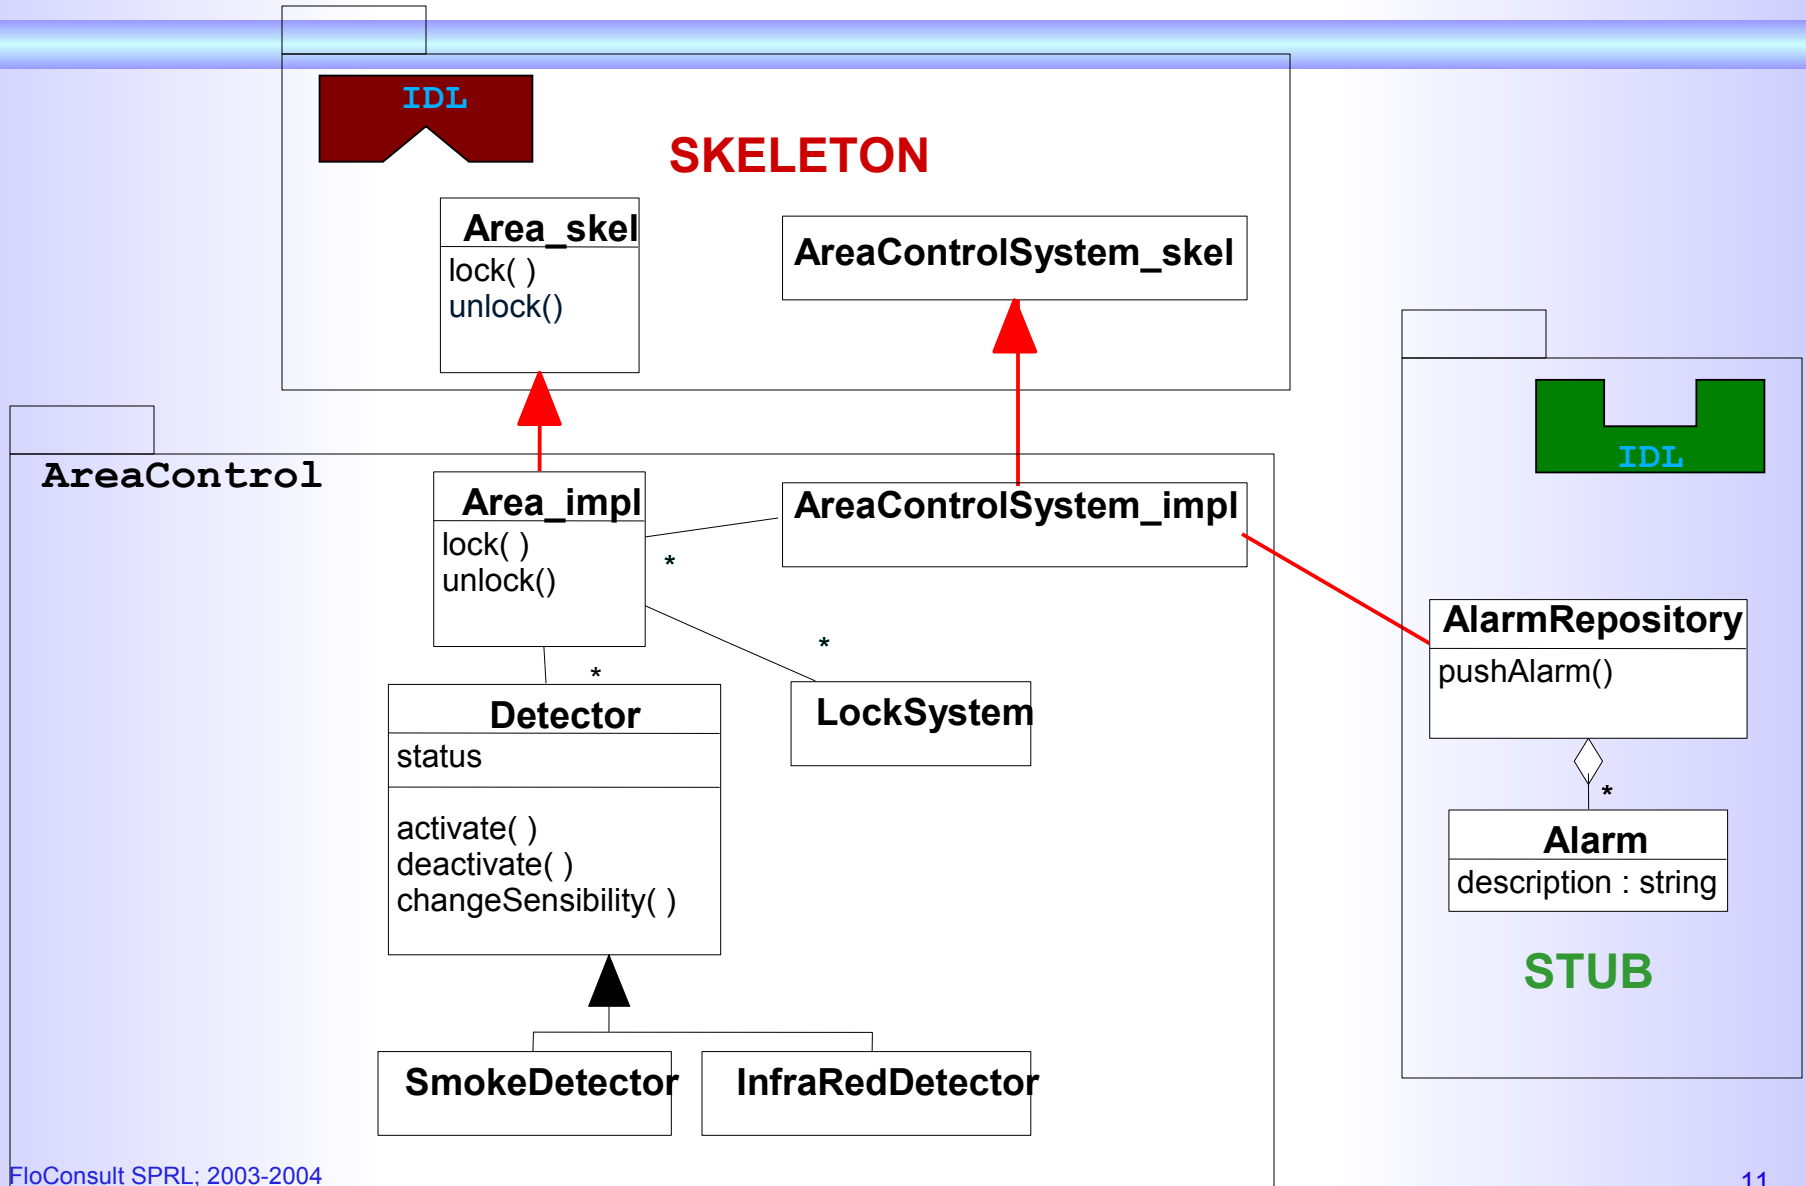 IDL
SKELETON
Area_skel
lock( )
unlock()
AreaControlSystem_skel
IDL
AreaControl
Area_impl
lock( )
unlock()
AreaControlSystem_impl
*
*
*
AlarmRepository
pushAlarm()
*
Alarm
description : string
STUB
Detector
status
activate( )
deactivate( )
changeSensibility( )
LockSystem
SmokeDetector
InfraRedDetector
FloConsult SPRL; 2003-2004
11